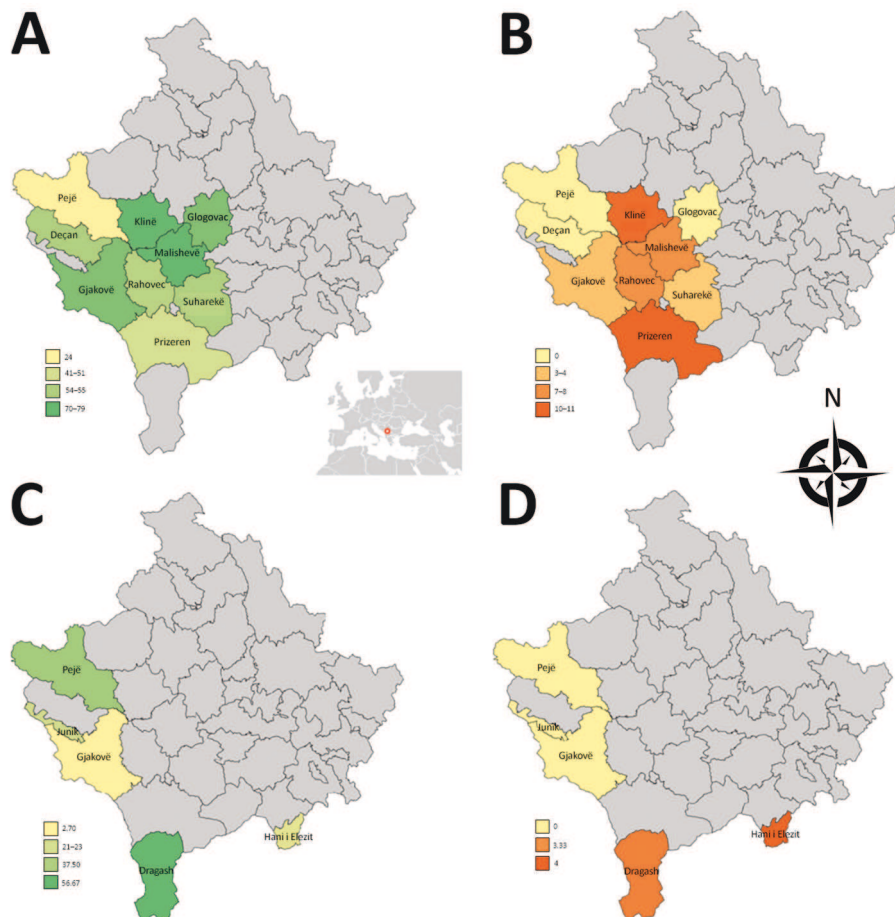 A
Pejë
Deçan
Klinë
Glogovac
Malishevë
Gjakovë
Rahovec
Suharekë
Prizeren
24
41–51
54–55
70–79
B
Pejë
Deçan
Klinë
Glogovac
Malishevë
Gjakovë
Rahovec
Suharekë
Prizeren
0
3–4
7–8
10–11
N
C
Pejë
Junik
Gjakovë
Hani i Elezit
Dragash
2.70
21–23
37.50
56.67
D
Pejë
Junik
Gjakovë
Hani i Elezit
Dragash
0
3.33
4